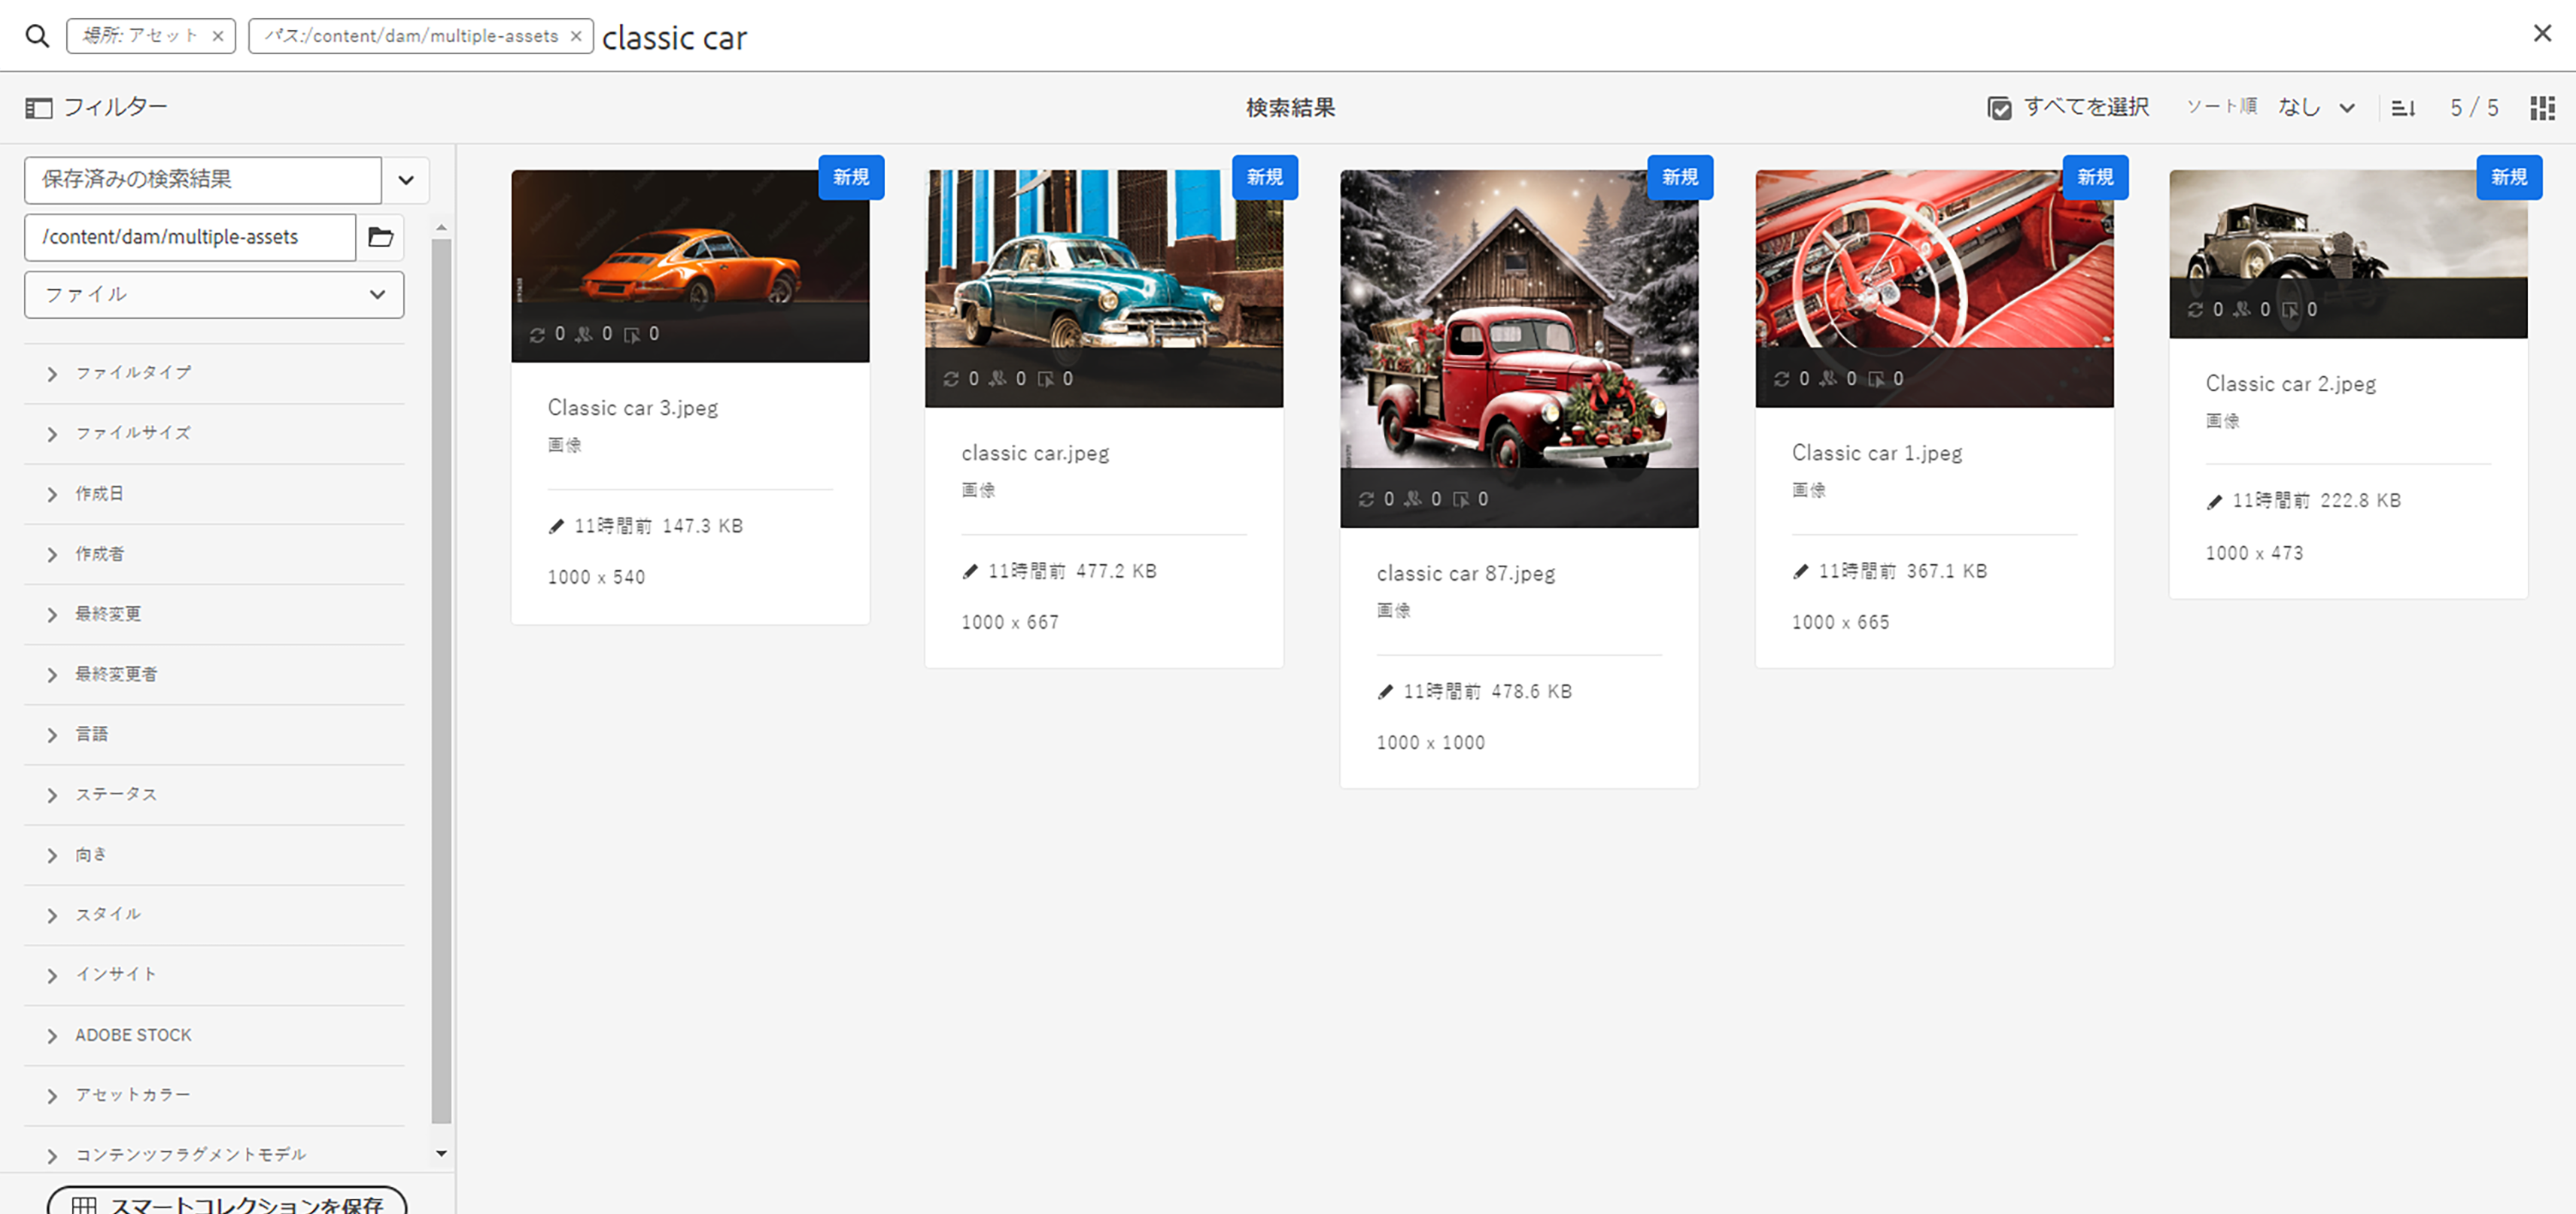 場所: アセット ×
パス:/content/dam/multiple-assets ×
classic car
フィルター
検索結果
すべてを選択
ソート順 なし
5 / 5
保存済みの検索結果
/content/dam/multiple-assets
ファイル
ファイルタイプ
ファイルサイズ
作成日
作成者
最終変更
最終変更者
言語
ステータス
向き
スタイル
インサイト
ADOBE STOCK
アセットカラー
コンテンツフラグメントモデル
スマートコレクションを保存
新規
0 0 0
Classic car 3.jpeg
画像
11時間前 147.3 KB
1000 x 540
新規
0 0 0
classic car.jpeg
画像
11時間前 477.2 KB
1000 x 667
新規
0 0 0
classic car 87.jpeg
画像
11時間前 478.6 KB
1000 x 1000
新規
0 0 0
Classic car 1.jpeg
画像
11時間前 367.1 KB
1000 x 665
新規
0 0 0
Classic car 2.jpeg
画像
11時間前 222.8 KB
1000 x 473